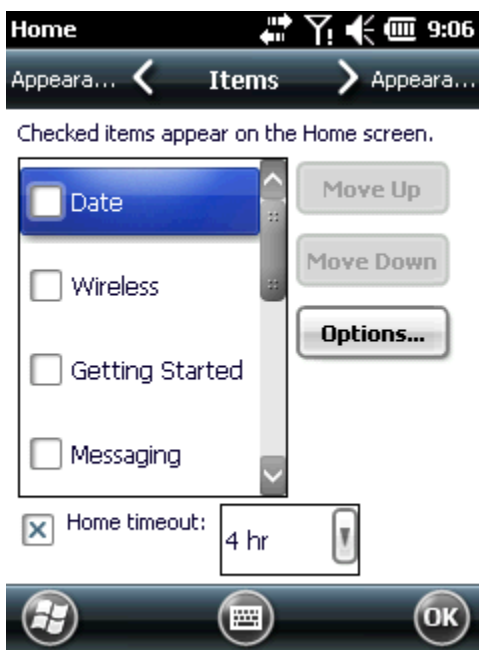 Home 9:06
Appeara... Items Appeara...
Checked items appear on the Home screen.
Date
Move Up
Wireless
Move Down
Getting Started
Options...
Messaging
Home timeout: 4 hr
OK